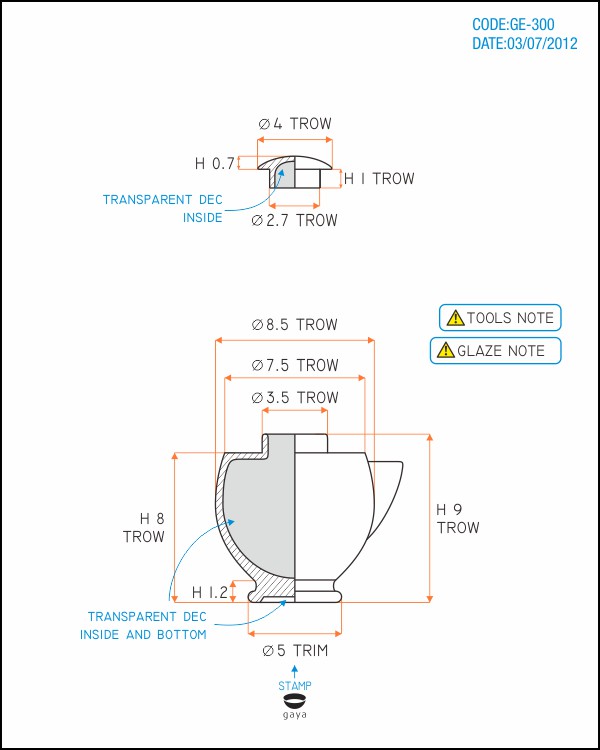 CODE:GE-300
DATE:03/07/2012
∅ 4 TROW
H 0.7
H 1 TROW
TRANSPARENT DEC
INSIDE
∅ 2.7 TROW
TOOLS NOTE
GLAZE NOTE
∅ 8.5 TROW
∅ 7.5 TROW
∅ 3.5 TROW
H 8
TROW
H 9
TROW
H 1.2
TRANSPARENT DEC
INSIDE AND BOTTOM
∅ 5 TRIM
STAMP
gaya